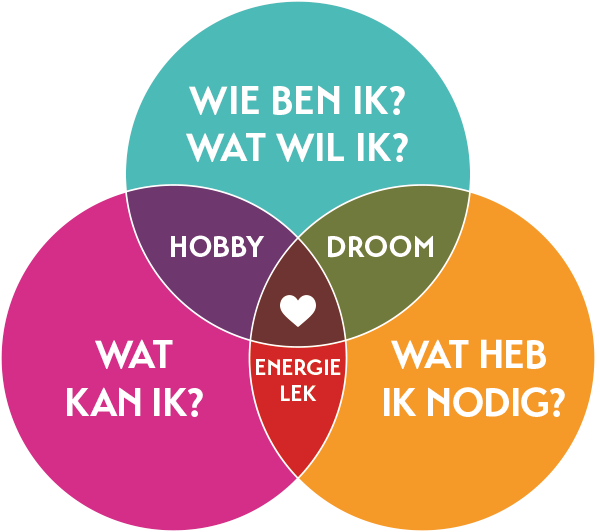 WIE BEN IK?
WAT WIL IK?
HOBBY
DROOM
WAT
KAN IK?
ENERGIE
LEK
WAT HEB
IK NODIG?